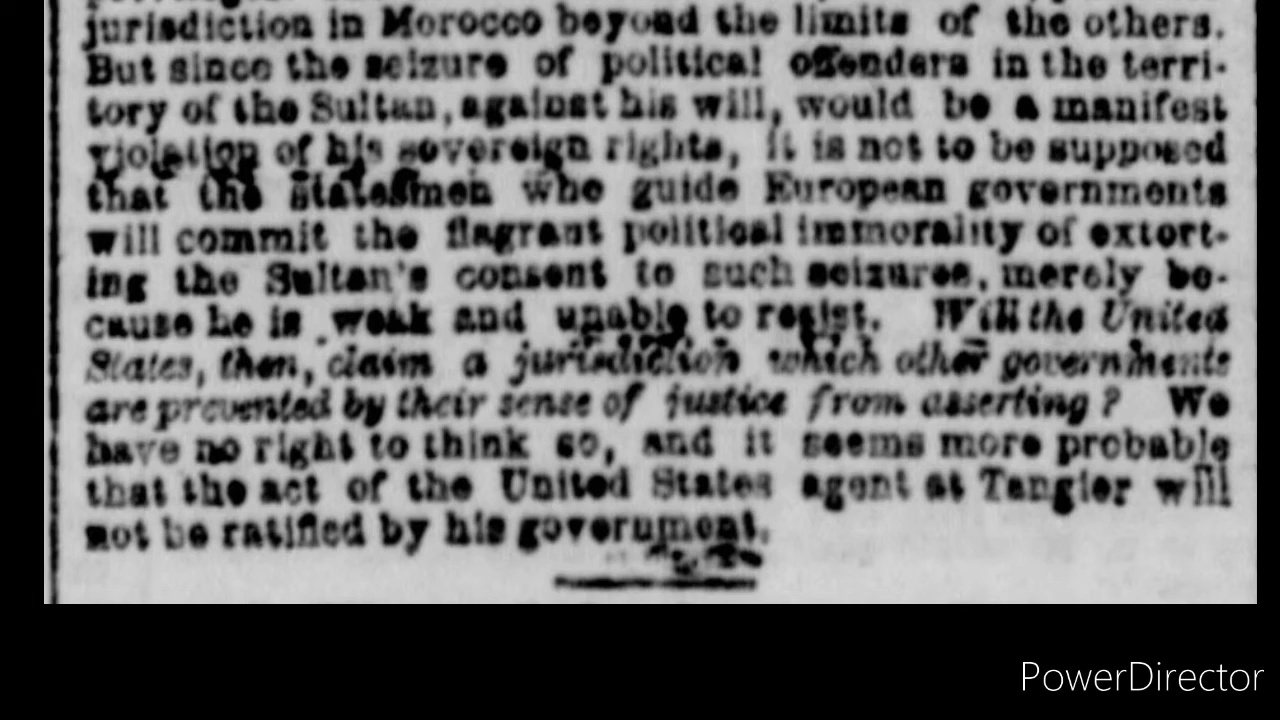 jurisdiction in Morocco beyond the limits of the others.
But since the seizure of political offenders in the terri-
tory of the Sultan, against his will, would be a manifest
violation of his sovereign rights, it is not to be supposed
that the statesmen who guide European governments
will commit the flagrant political immorality of extort-
ing the Sultan's consent to such seizures, merely be-
cause he is weak and unable to resist. Will the United
States, then, claim a jurisdiction which other governments
are prevented by their sense of justice from asserting? We
have no right to think so, and it seems more probable
that the act of the United States agent at Tangier will
not be ratified by his government.
PowerDirector